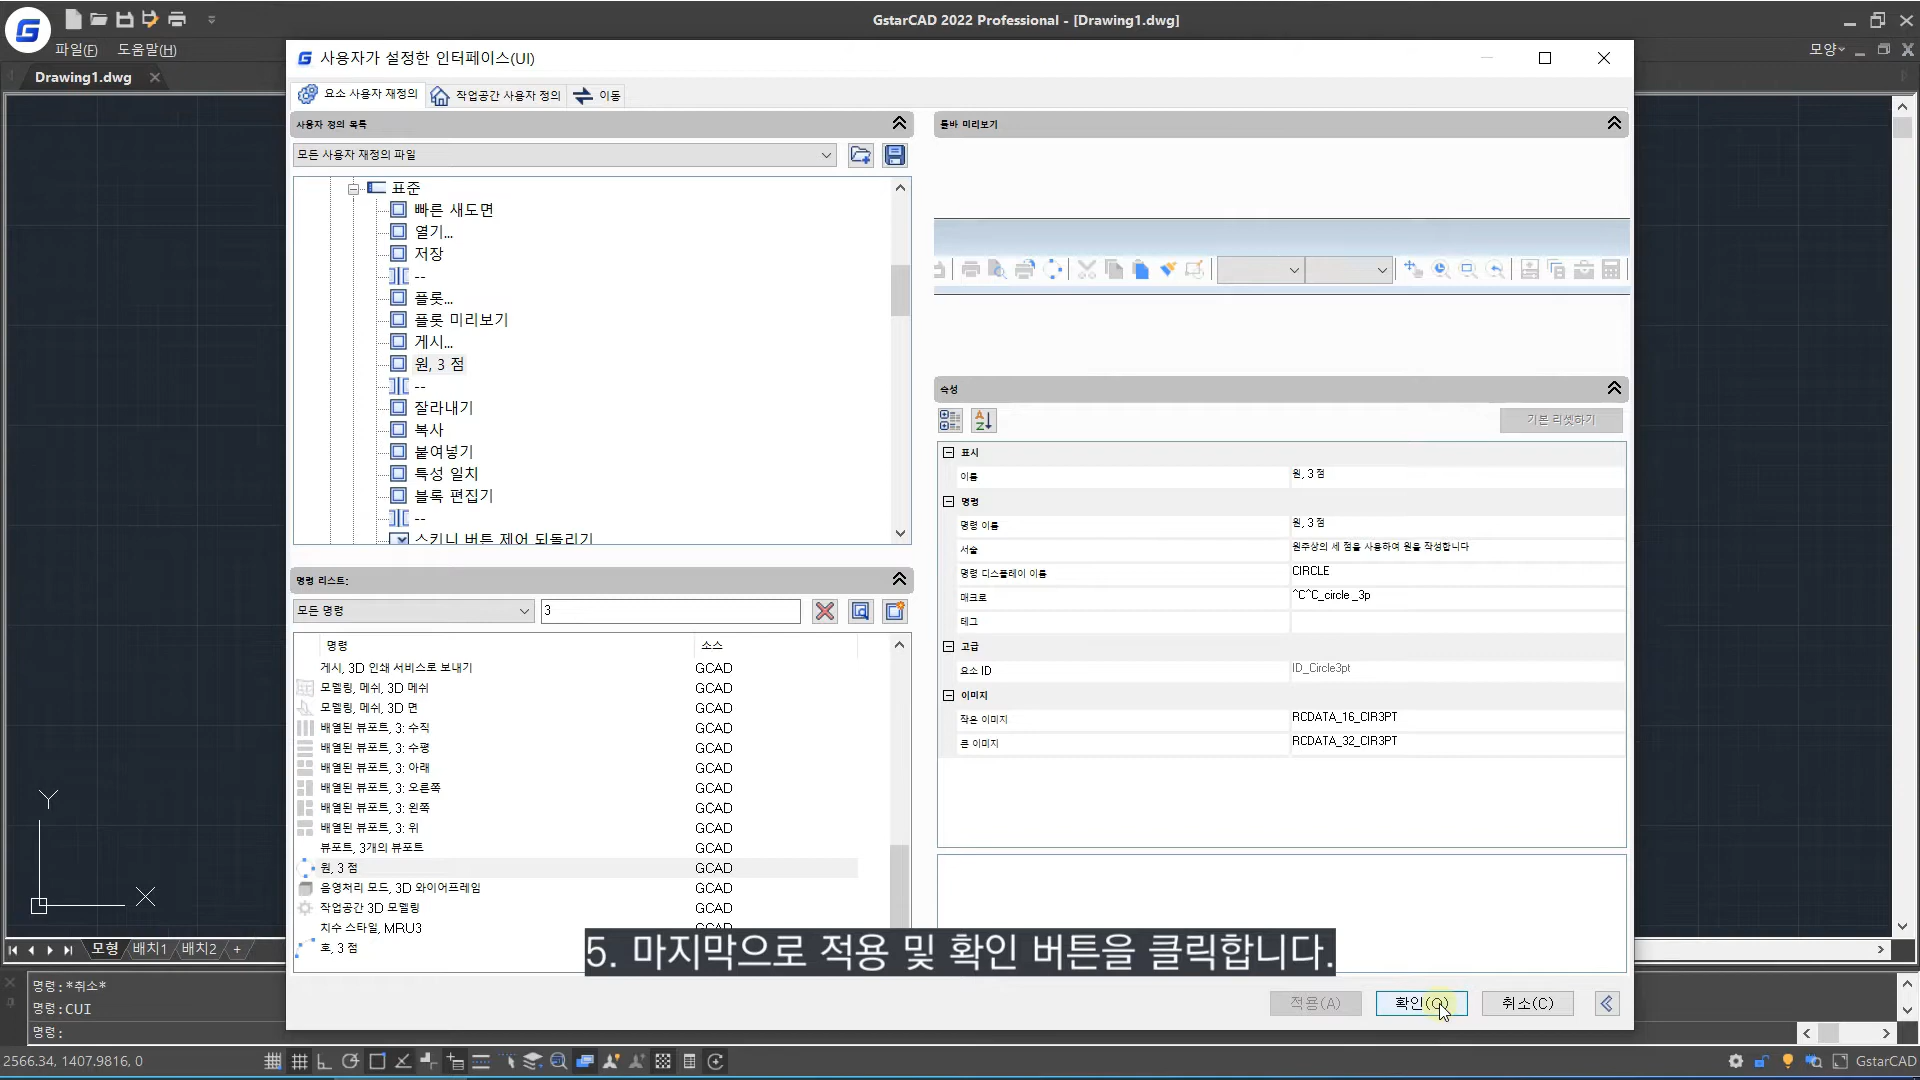 GstarCAD 2022 Professional - [Drawing1.dwg]
파일(F) 도움말(H)
모양
Drawing1.dwg
사용자가 설정한 인터페이스(UI)
요소 사용자 재정의
작업공간 사용자 정의
이동
사용자 정의 목록
모든 사용자 재정의 파일
표준
빠른 새도면
열기...
저장
--
플롯...
플롯 미리보기
게시...
원, 3 점
--
잘라내기
복사
붙여넣기
특성 일치
블록 편집기
--
스키니 버튼 제어 되돌리기
명령 리스트:
모든 명령
3
명령 소스
게시, 3D 인쇄 서비스로 보내기 GCAD
모델링, 메쉬, 3D 메쉬 GCAD
모델링, 메쉬, 3D 면 GCAD
배열된 뷰포트, 3: 수직 GCAD
배열된 뷰포트, 3: 수평 GCAD
배열된 뷰포트, 3: 아래 GCAD
배열된 뷰포트, 3: 오른쪽 GCAD
배열된 뷰포트, 3: 왼쪽 GCAD
배열된 뷰포트, 3: 위 GCAD
뷰포트, 3개의 뷰포트 GCAD
원, 3 점 GCAD
음영처리 모드, 3D 와이어프레임 GCAD
작업공간 3D 모델링 GCAD
치수 스타일, MRU3 GCAD
호, 3 점
툴바 미리보기
속성
기본 리셋하기
표시
이름 원, 3 점
명령
명령 이름 원, 3 점
서술 원주상의 세 점을 사용하여 원을 작성합니다
명령 디스플레이 이름 CIRCLE
매크로 ^C^C_circle _3p
태그
고급
요소 ID ID_Circle3pt
이미지
작은 이미지 RCDATA_16_CIR3PT
큰 이미지 RCDATA_32_CIR3PT
5. 마지막으로 적용 및 확인 버튼을 클릭합니다.
적용(A) 확인(O) 취소(C)
Y
X
모형 배치1 배치2 +
명령:*취소*
명령:CUI
명령:
2566.34, 1407.9816, 0
GstarCAD